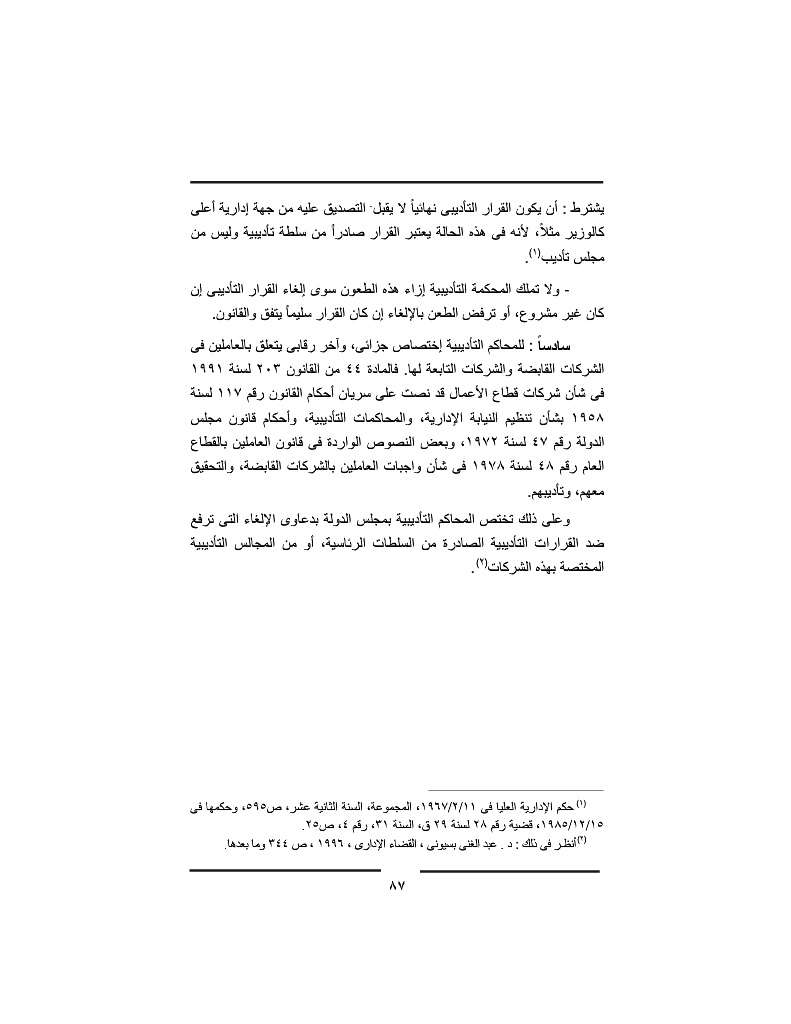 يشترط : أن يكون القرار التأديبى نهائياً لا يقبل التصديق عليه من جهة إدارية أعلى
كالوزير مثلاً، لأنه فى هذه الحالة يعتبر القرار صادراً من سلطة تأديبية وليس من
مجلس تأديب(١).
- ولا تملك المحكمة التأديبية إزاء هذه الطعون سوى إلغاء القرار التأديبى إن
كان غير مشروع، أو ترفض الطعن بالإلغاء إن كان القرار سليماً يتفق والقانون.
سادساً : للمحاكم التأديبية إختصاص جزائى، وآخر رقابى يتعلق بالعاملين فى
الشركات القابضة والشركات التابعة لها. فالمادة ٤٤ من القانون ٢٠٣ لسنة ١٩٩١
فى شأن شركات قطاع الأعمال قد نصت على سريان أحكام القانون رقم ١١٧ لسنة
١٩٥٨ بشأن تنظيم النيابة الإدارية، والمحاكمات التأديبية، وأحكام قانون مجلس
الدولة رقم ٤٧ لسنة ١٩٧٢، وبعض النصوص الواردة فى قانون العاملين بالقطاع
العام رقم ٤٨ لسنة ١٩٧٨ فى شأن واجبات العاملين بالشركات القابضة، والتحقيق
معهم، وتأديبهم.
وعلى ذلك تختص المحاكم التأديبية بمجلس الدولة بدعاوى الإلغاء التى ترفع
ضد القرارات التأديبية الصادرة من السلطات الرئاسية، أو من المجالس التأديبية
المختصة بهذه الشركات(٢).
(١) حكم الإدارية العليا فى ١٩٦٧/٢/١١، المجموعة، السنة الثانية عشر، ص٥٩٥، وحكمها فى
١٩٨٥/١٢/١٥، قضية رقم ٢٨ لسنة ٢٩ ق، السنة ٣١، رقم ٤، ص٢٥.
(٢) أنظر فى ذلك : د . عبد الغنى بسيونى ، القضاء الإدارى ، ١٩٩٦ ، ص ٣٤٤ وما بعدها.
٨٧